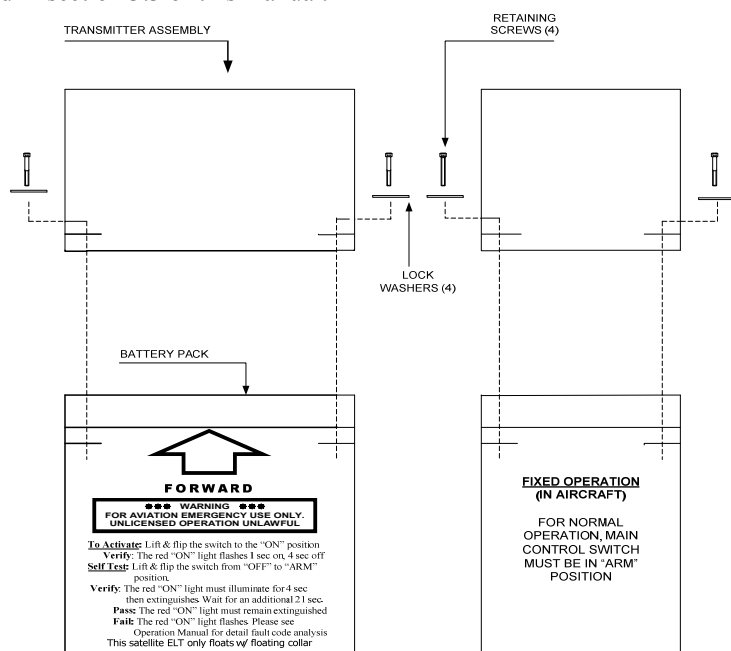 TRANSMITTER ASSEMBLY
RETAINING
SCREWS (4)
LOCK
WASHERS (4)
BATTERY PACK
FORWARD
*** WARNING ***
FOR AVIATION EMERGENCY USE ONLY.
UNLICENSED OPERATION UNLAWFUL
To Activate: Lift & flip the switch to the “ON” position
Verify: The red “ON” light flashes 1 sec on, 4 sec off
Self Test: Lift & flip the switch from “OFF” to “ARM”
position.
Verify: The red “ON” light must illuminate for 4 sec
then extinguishes. Wait for an additional 21 sec.
Pass: The red “ON” light must remain extinguished
Fail: The red “ON” light flashes. Please see
Operation Manual for detail fault code analysis
This satellite ELT only floats w/ floating collar
FIXED OPERATION
(IN AIRCRAFT)
FOR NORMAL
OPERATION, MAIN
CONTROL SWITCH
MUST BE IN “ARM”
POSITION